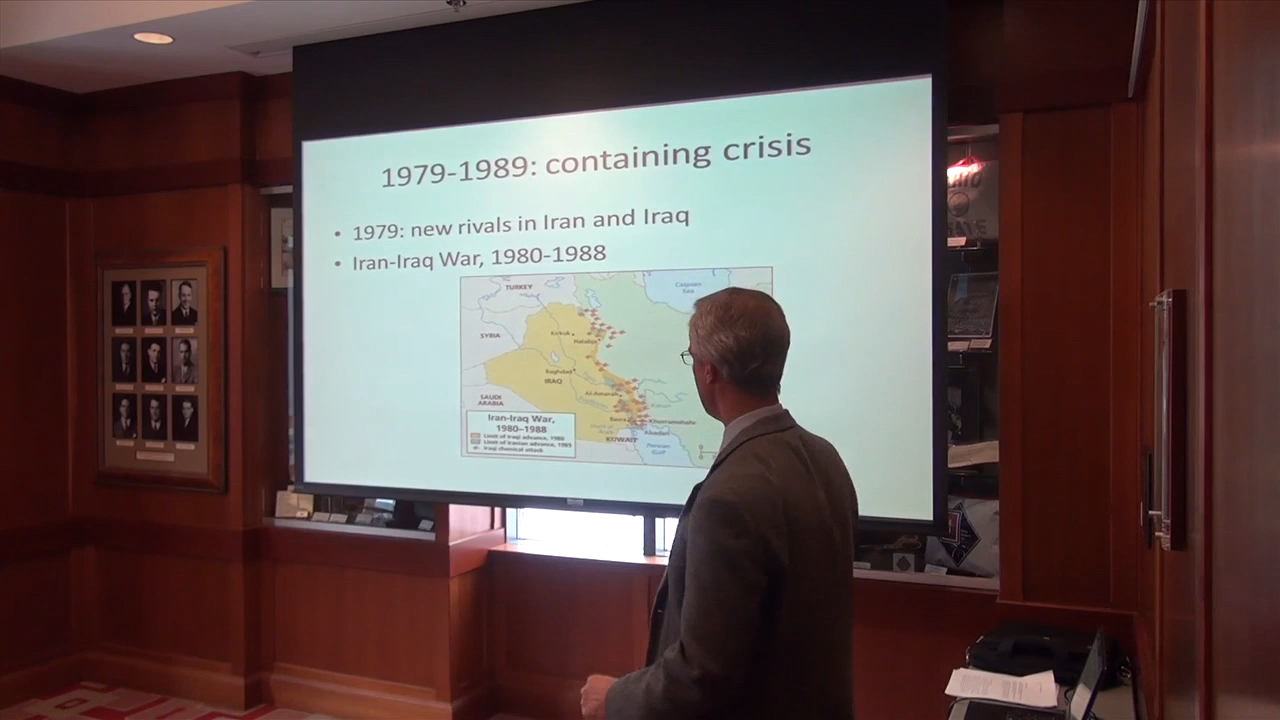 1979-1989: containing crisis
• 1979: new rivals in Iran and Iraq
• Iran-Iraq War, 1980-1988
Caspian
Sea
TURKEY
SYRIA
Kirkuk
Halabja
Baghdad
IRAQ
Al-Amarah
SAUDI
ARABIA
Basra
Khorramshahr
Abadan
KUWAIT
Persian
Gulf
Iran-Iraq War,
1980–1988
Limit of Iraqi advance, 1980
Limit of Iranian advance, 1985
Iraqi chemical attack